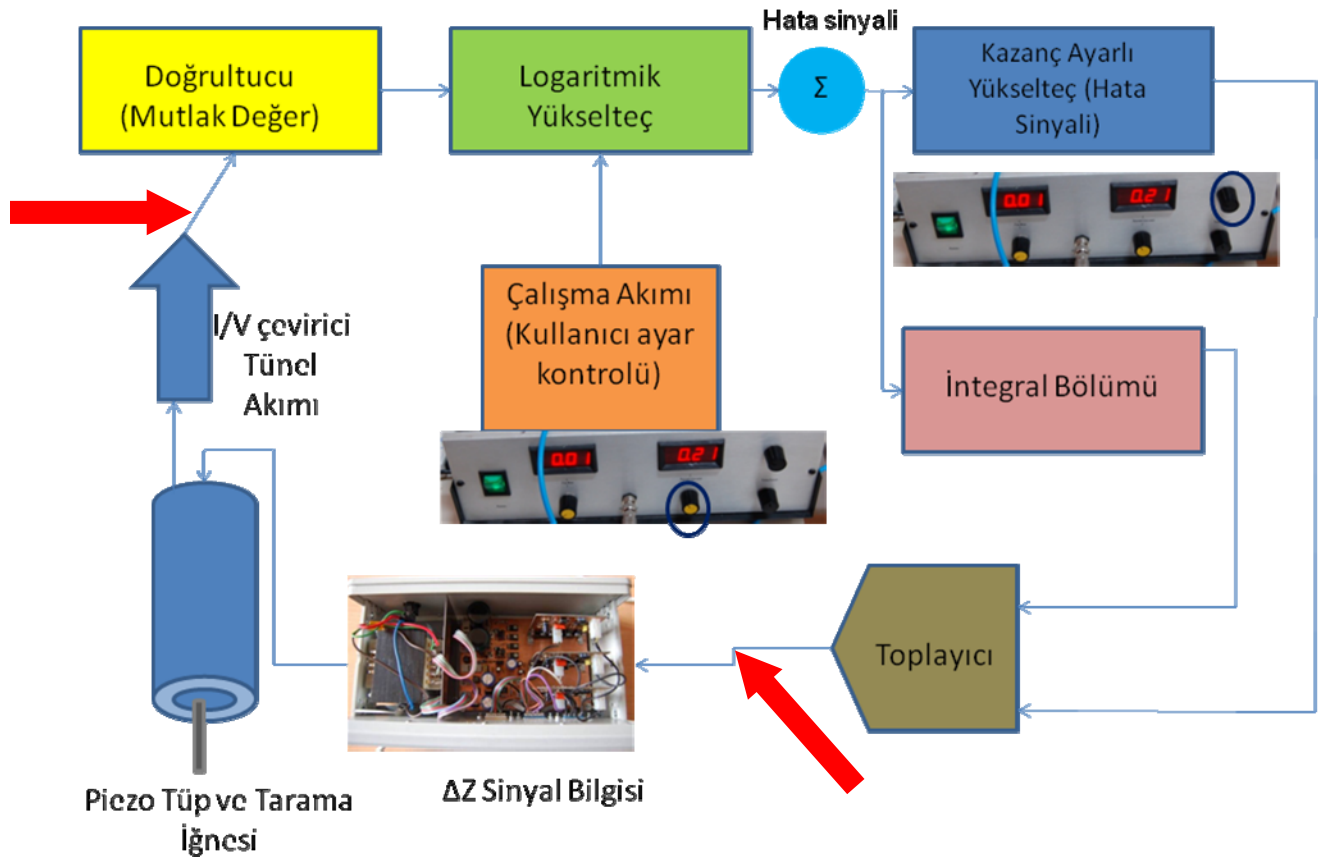 Hata sinyali
Doğrultucu
(Mutlak Değer)
Logaritmik
Yükselteç
Σ
Kazanç Ayarlı
Yükselteç (Hata
Sinyali)
0.01
0.21
I/V çevirici
Tünel
Akımı
Çalışma Akımı
(Kullanıcı ayar
kontrolü)
0.01
0.21
İntegral Bölümü
Toplayıcı
ΔZ Sinyal Bilgisi
Piezo Tüp ve Tarama
İğnesi